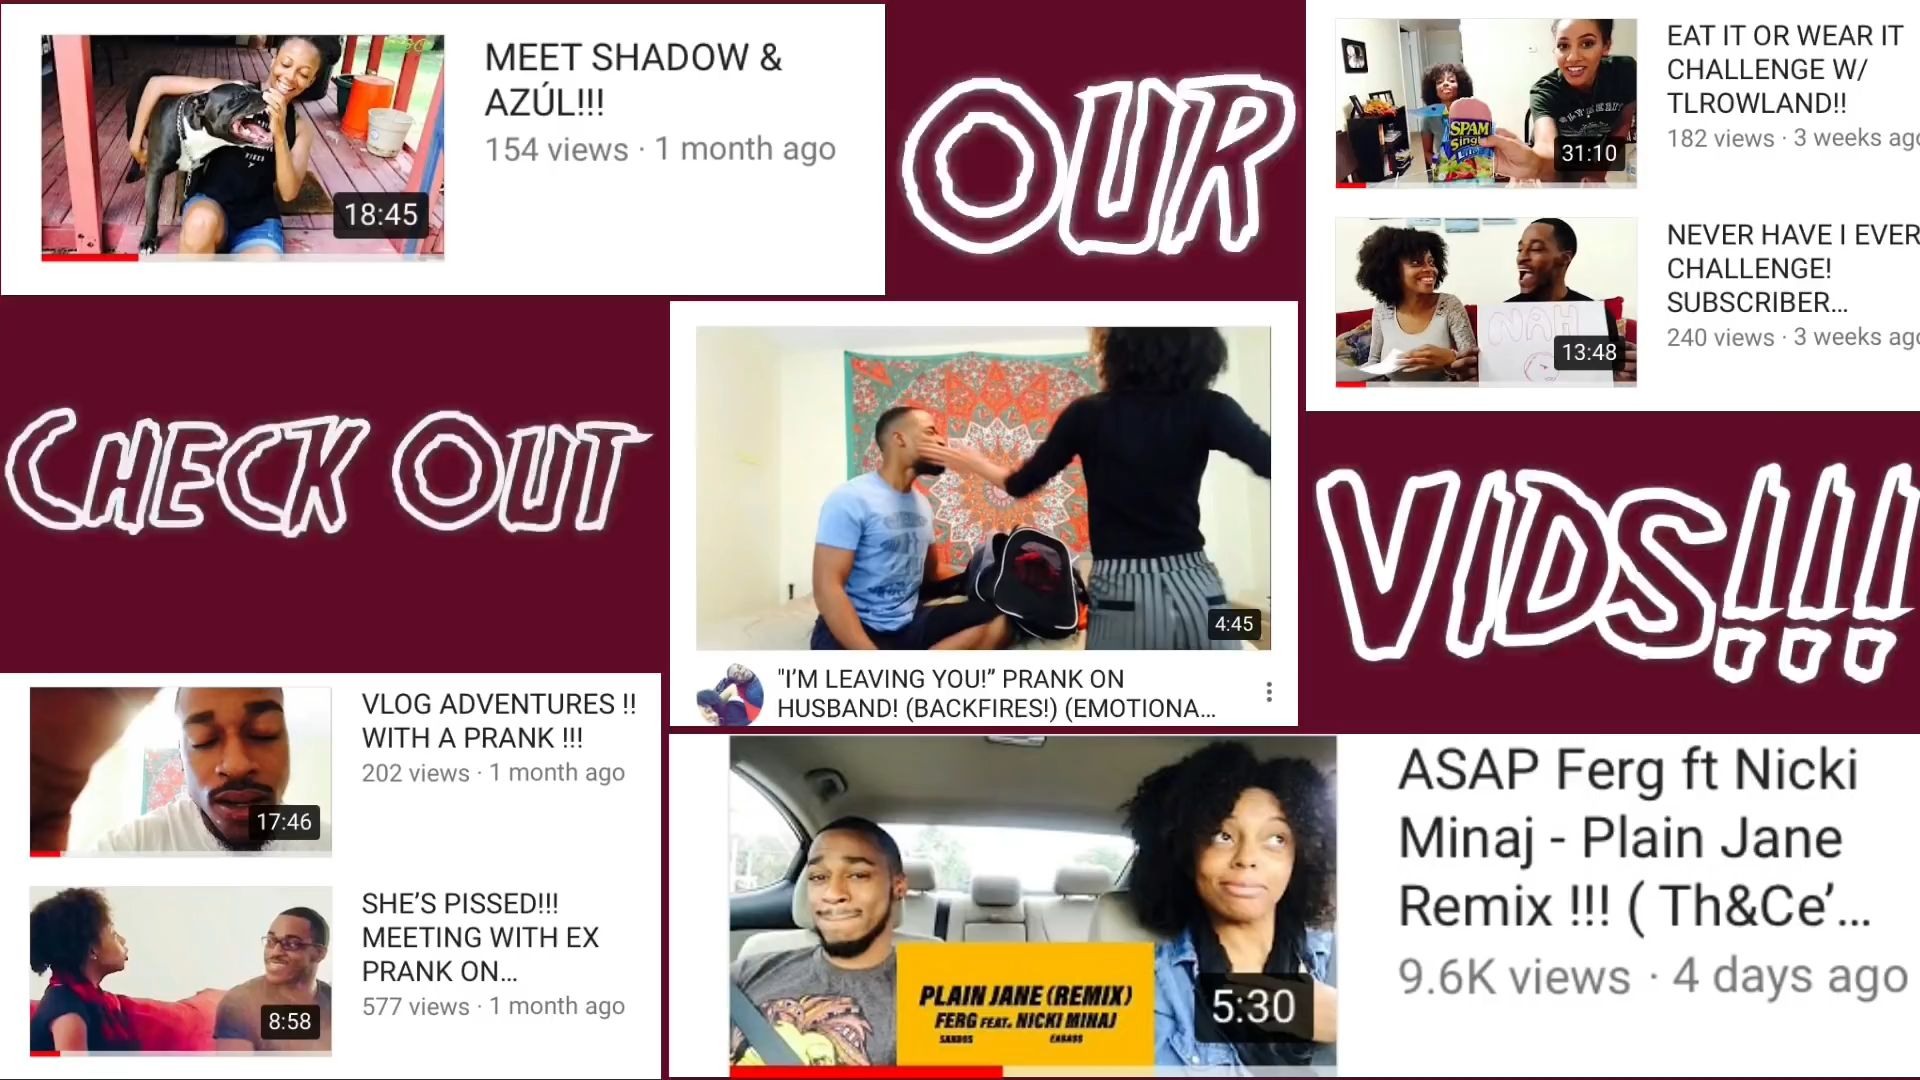 MEET SHADOW &
AZÚL!!!
154 views · 1 month ago
18:45
OUR
EAT IT OR WEAR IT
CHALLENGE W/
TLROWLAND!!
182 views · 3 weeks ago
SPAM
Singl
31:10
NEVER HAVE I EVER
CHALLENGE!
SUBSCRIBER...
240 views · 3 weeks ago
NAH
13:48
CHECK OUT
4:45
"I'M LEAVING YOU!” PRANK ON
HUSBAND! (BACKFIRES!) (EMOTIONA...
VIDS!!!
VLOG ADVENTURES !!
WITH A PRANK !!!
202 views · 1 month ago
17:46
SHE’S PISSED!!!
MEETING WITH EX
PRANK ON...
577 views · 1 month ago
8:58
ASAP Ferg ft Nicki
Minaj - Plain Jane
Remix !!! ( Th&Ce’...
9.6K views · 4 days ago
PLAIN JANE (REMIX)
FERG FEAT. NICKI MINAJ
5:30